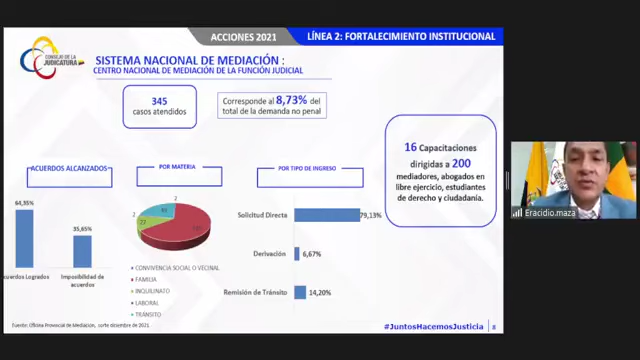 ACCIONES 2021
LÍNEA 2: FORTALECIMIENTO INSTITUCIONAL
CONSEJO DE LA
JUDICATURA
SISTEMA NACIONAL DE MEDIACIÓN :
CENTRO NACIONAL DE MEDIACIÓN DE LA FUNCIÓN JUDICIAL
345
casos atendidos
Corresponde al 8,73% del
total de la demanda no penal
16 Capacitaciones
dirigidas a 200
mediadores, abogados en
libre ejercicio, estudiantes
de derecho y ciudadanía.
ACUERDOS ALCANZADOS
64,35%
35,65%
cuerdos Logrados
Imposibilidad de
acuerdos
POR MATERIA
2
2
27
CONVIVENCIA SOCIAL O VECINAL
FAMILIA
INQUILINATO
LABORAL
TRÁNSITO
POR TIPO DE INGRESO
Solicitud Directa
79,13%
Derivación
6,67%
Remisión de Tránsito
14,20%
Fuente: Oficina Provincial de Mediacion, corte diciembre de 2021.
#JuntosHacemosJusticia
Eracidio.maza